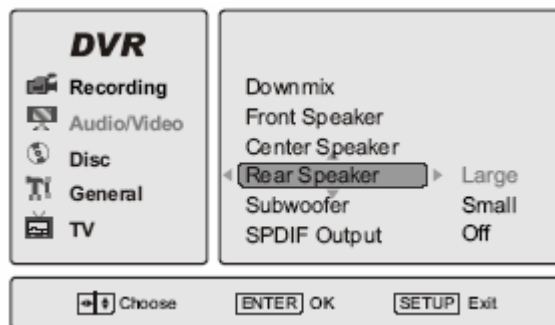 DVR
Recording
Audio/Video
Disc
General
TV
Downmix
Front Speaker
Center Speaker
Rear Speaker Large
Subwoofer Small
SPDIF Output Off
Choose ENTER OK SETUP Exit